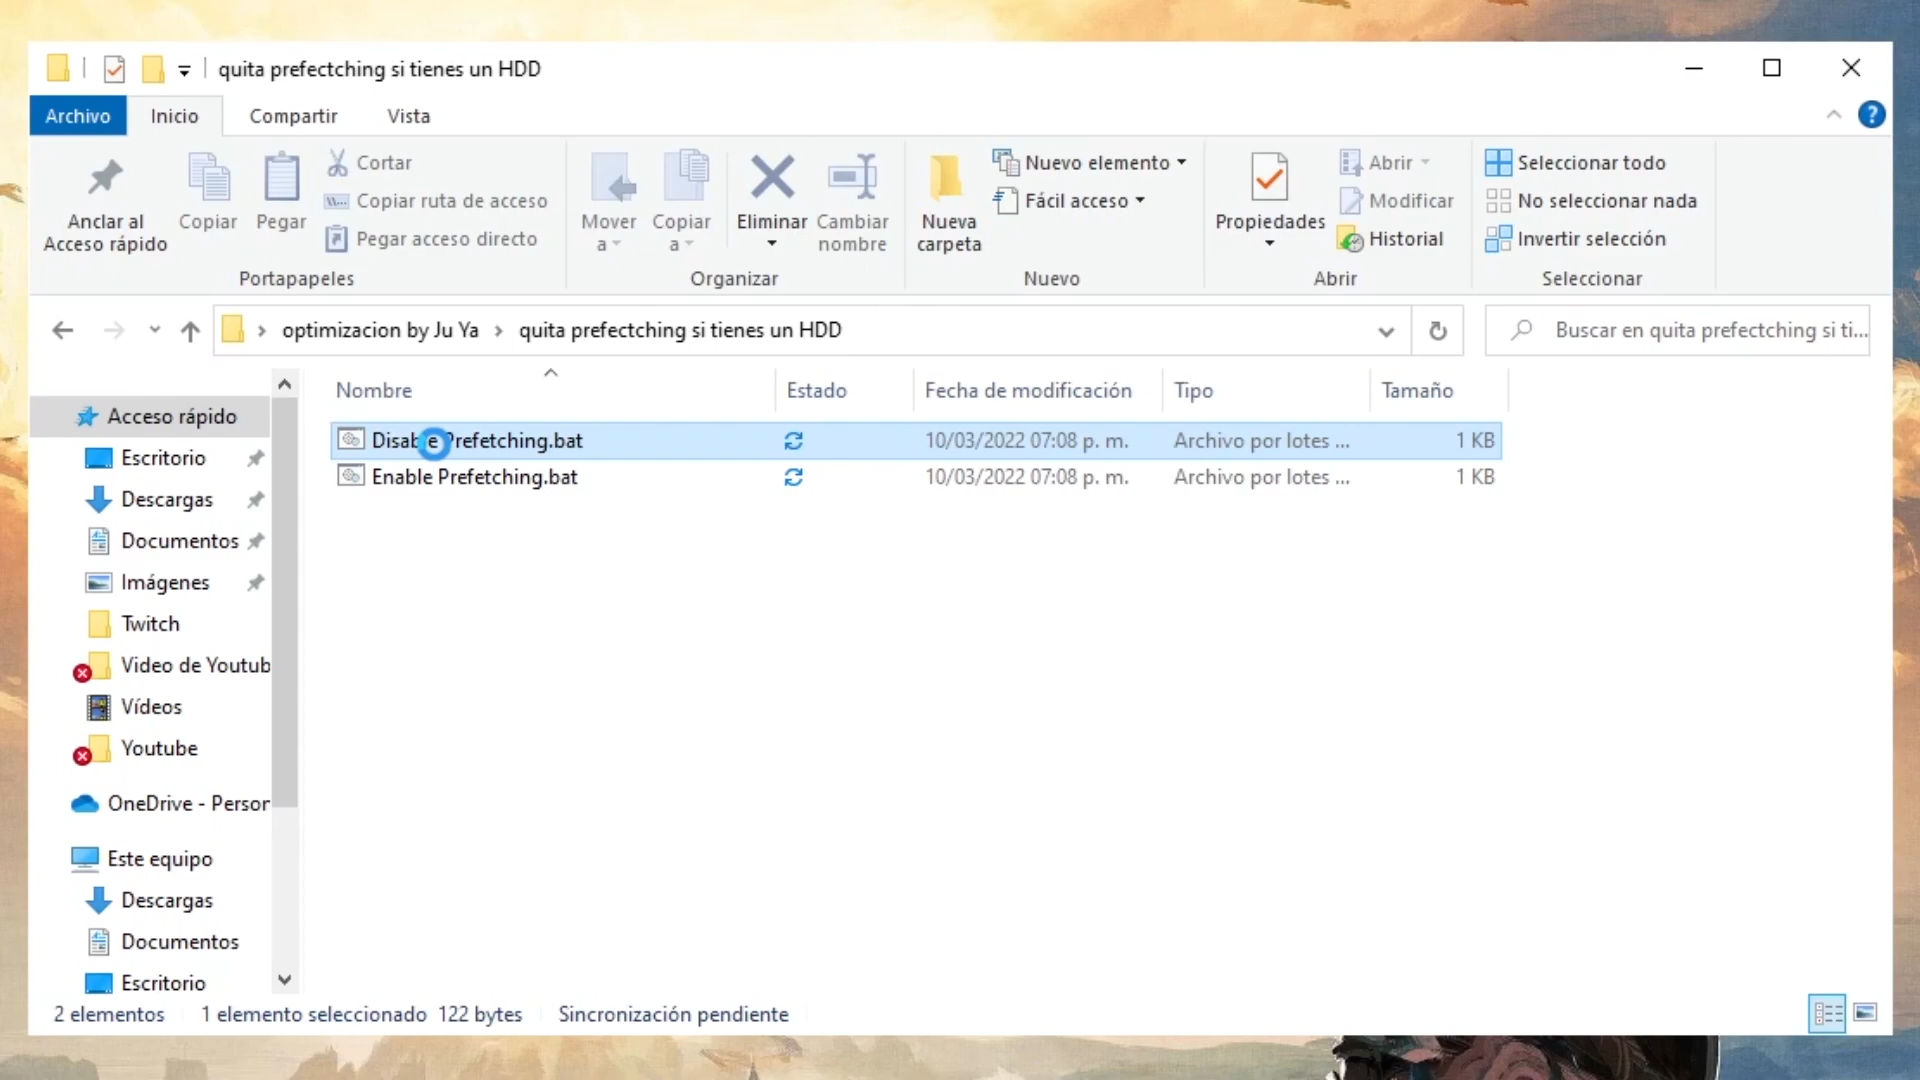 quita prefectching si tienes un HDD
Archivo Inicio Compartir Vista
Anclar al Acceso rápido
Copiar
Pegar
Cortar
Copiar ruta de acceso
Pegar acceso directo
Portapapeles
Mover a
Copiar a
Eliminar
Cambiar nombre
Organizar
Nueva carpeta
Nuevo elemento
Fácil acceso
Nuevo
Propiedades
Abrir
Modificar
Historial
Abrir
Seleccionar todo
No seleccionar nada
Invertir selección
Seleccionar
optimizacion by Ju Ya > quita prefectching si tienes un HDD
Buscar en quita prefectching si ti...
Nombre Estado Fecha de modificación Tipo Tamaño
Disable Prefetching.bat 10/03/2022 07:08 p. m. Archivo por lotes ... 1 KB
Enable Prefetching.bat 10/03/2022 07:08 p. m. Archivo por lotes ... 1 KB
Acceso rápido
Escritorio
Descargas
Documentos
Imágenes
Twitch
Video de Youtub
Vídeos
Youtube
OneDrive - Person
Este equipo
Descargas
Documentos
Escritorio
2 elementos 1 elemento seleccionado 122 bytes Sincronización pendiente